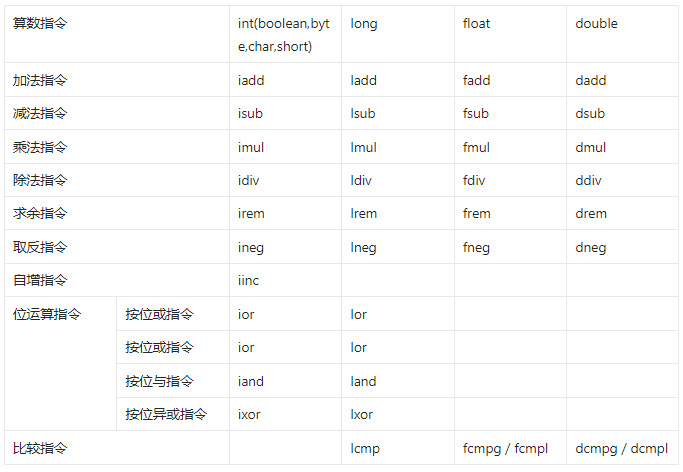 算数指令 int(boolean,byt long float double
e,char,short)
加法指令 iadd ladd fadd dadd
减法指令 isub lsub fsub dsub
乘法指令 imul lmul fmul dmul
除法指令 idiv ldiv fdiv ddiv
求余指令 irem lrem frem drem
取反指令 ineg lneg fneg dneg
自增指令 iinc
位运算指令 按位或指令 ior lor
按位或指令 ior lor
按位与指令 iand land
按位异或指令 ixor lxor
比较指令 lcmp fcmpg / fcmpl dcmpg / dcmpl